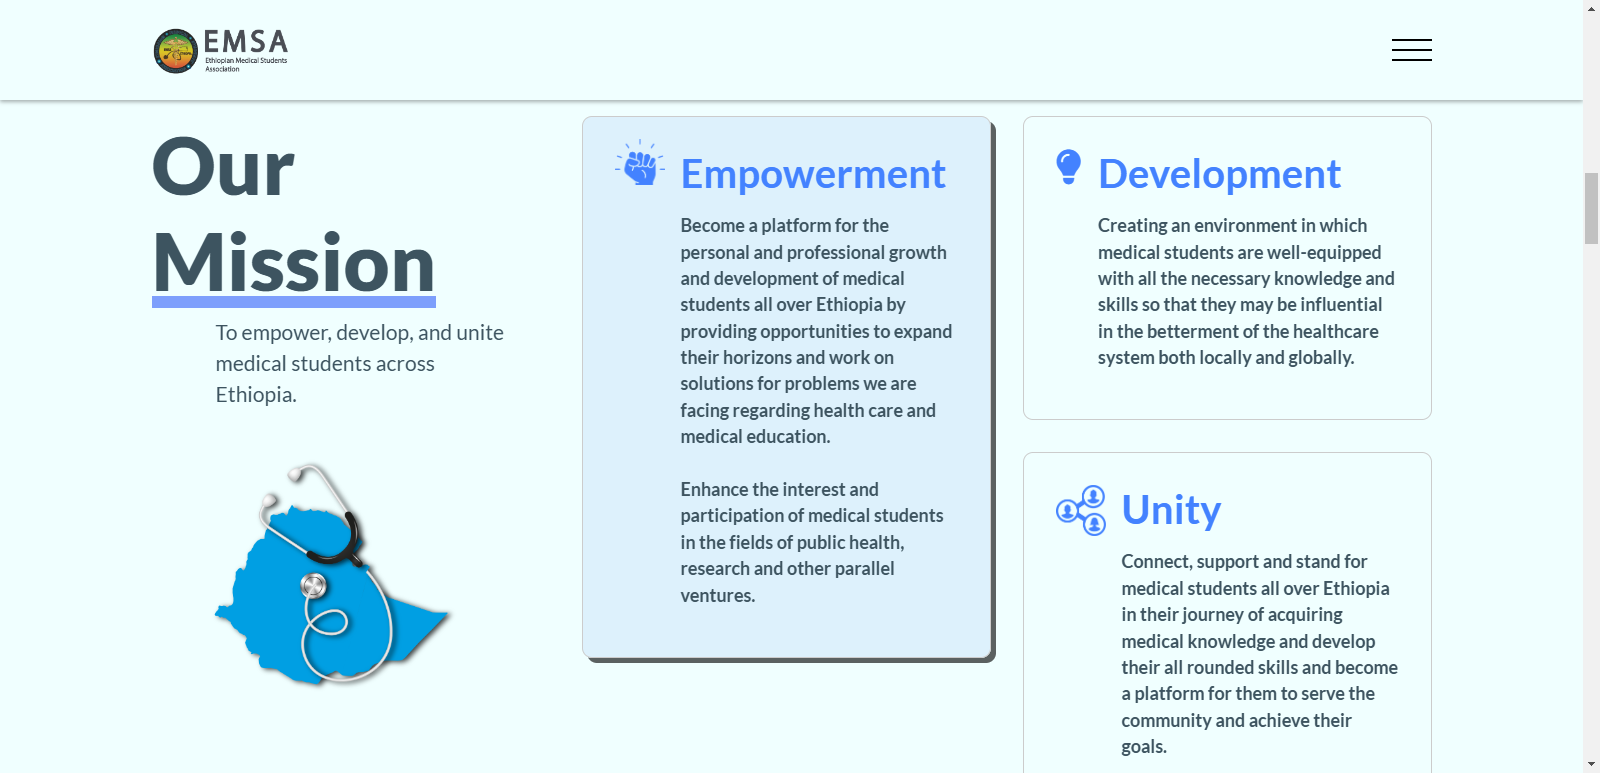 EMSA
Ethiopian Medical Students
Association
Our
Mission
To empower, develop, and unite
medical students across
Ethiopia.
Empowerment
Become a platform for the
personal and professional growth
and development of medical
students all over Ethiopia by
providing opportunities to expand
their horizons and work on
solutions for problems we are
facing regarding health care and
medical education.
Enhance the interest and
participation of medical students
in the fields of public health,
research and other parallel
ventures.
Development
Creating an environment in which
medical students are well-equipped
with all the necessary knowledge and
skills so that they may be influential
in the betterment of the healthcare
system both locally and globally.
Unity
Connect, support and stand for
medical students all over Ethiopia
in their journey of acquiring
medical knowledge and develop
their all rounded skills and become
a platform for them to serve the
community and achieve their
goals.